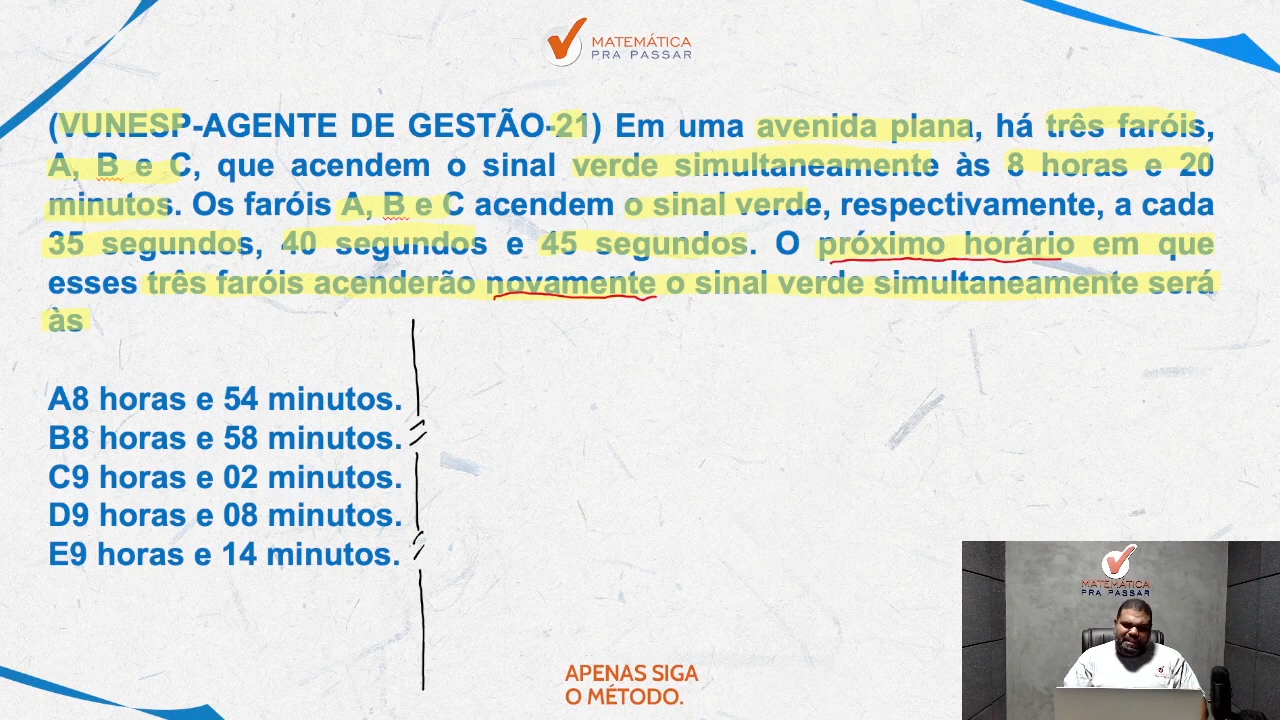 MATEMÁTICA
PRA PASSAR
(VUNESP-AGENTE DE GESTÃO-21) Em uma avenida plana, há três faróis,
A, B e C, que acendem o sinal verde simultaneamente às 8 horas e 20
minutos. Os faróis A, B e C acendem o sinal verde, respectivamente, a cada
35 segundos, 40 segundos e 45 segundos. O próximo horário em que
esses três faróis acenderão novamente o sinal verde simultaneamente será
às
A8 horas e 54 minutos.
B8 horas e 58 minutos.
C9 horas e 02 minutos.
D9 horas e 08 minutos.
E9 horas e 14 minutos.
MATEMÁTICA
PRA PASSAR
APENAS SIGA
O MÉTODO.